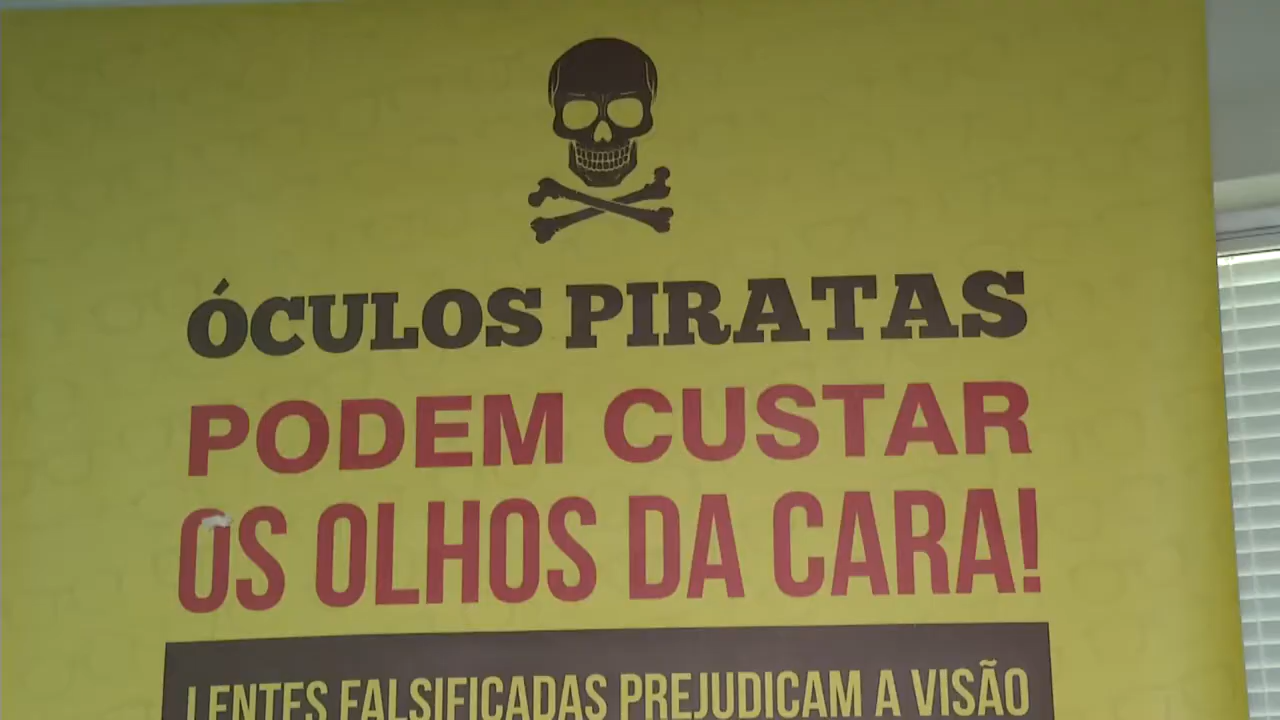 ÓCULOS PIRATAS
PODEM CUSTAR
OS OLHOS DA CARA!
LENTES FALSIFICADAS PREJUDICAM A VISÃO